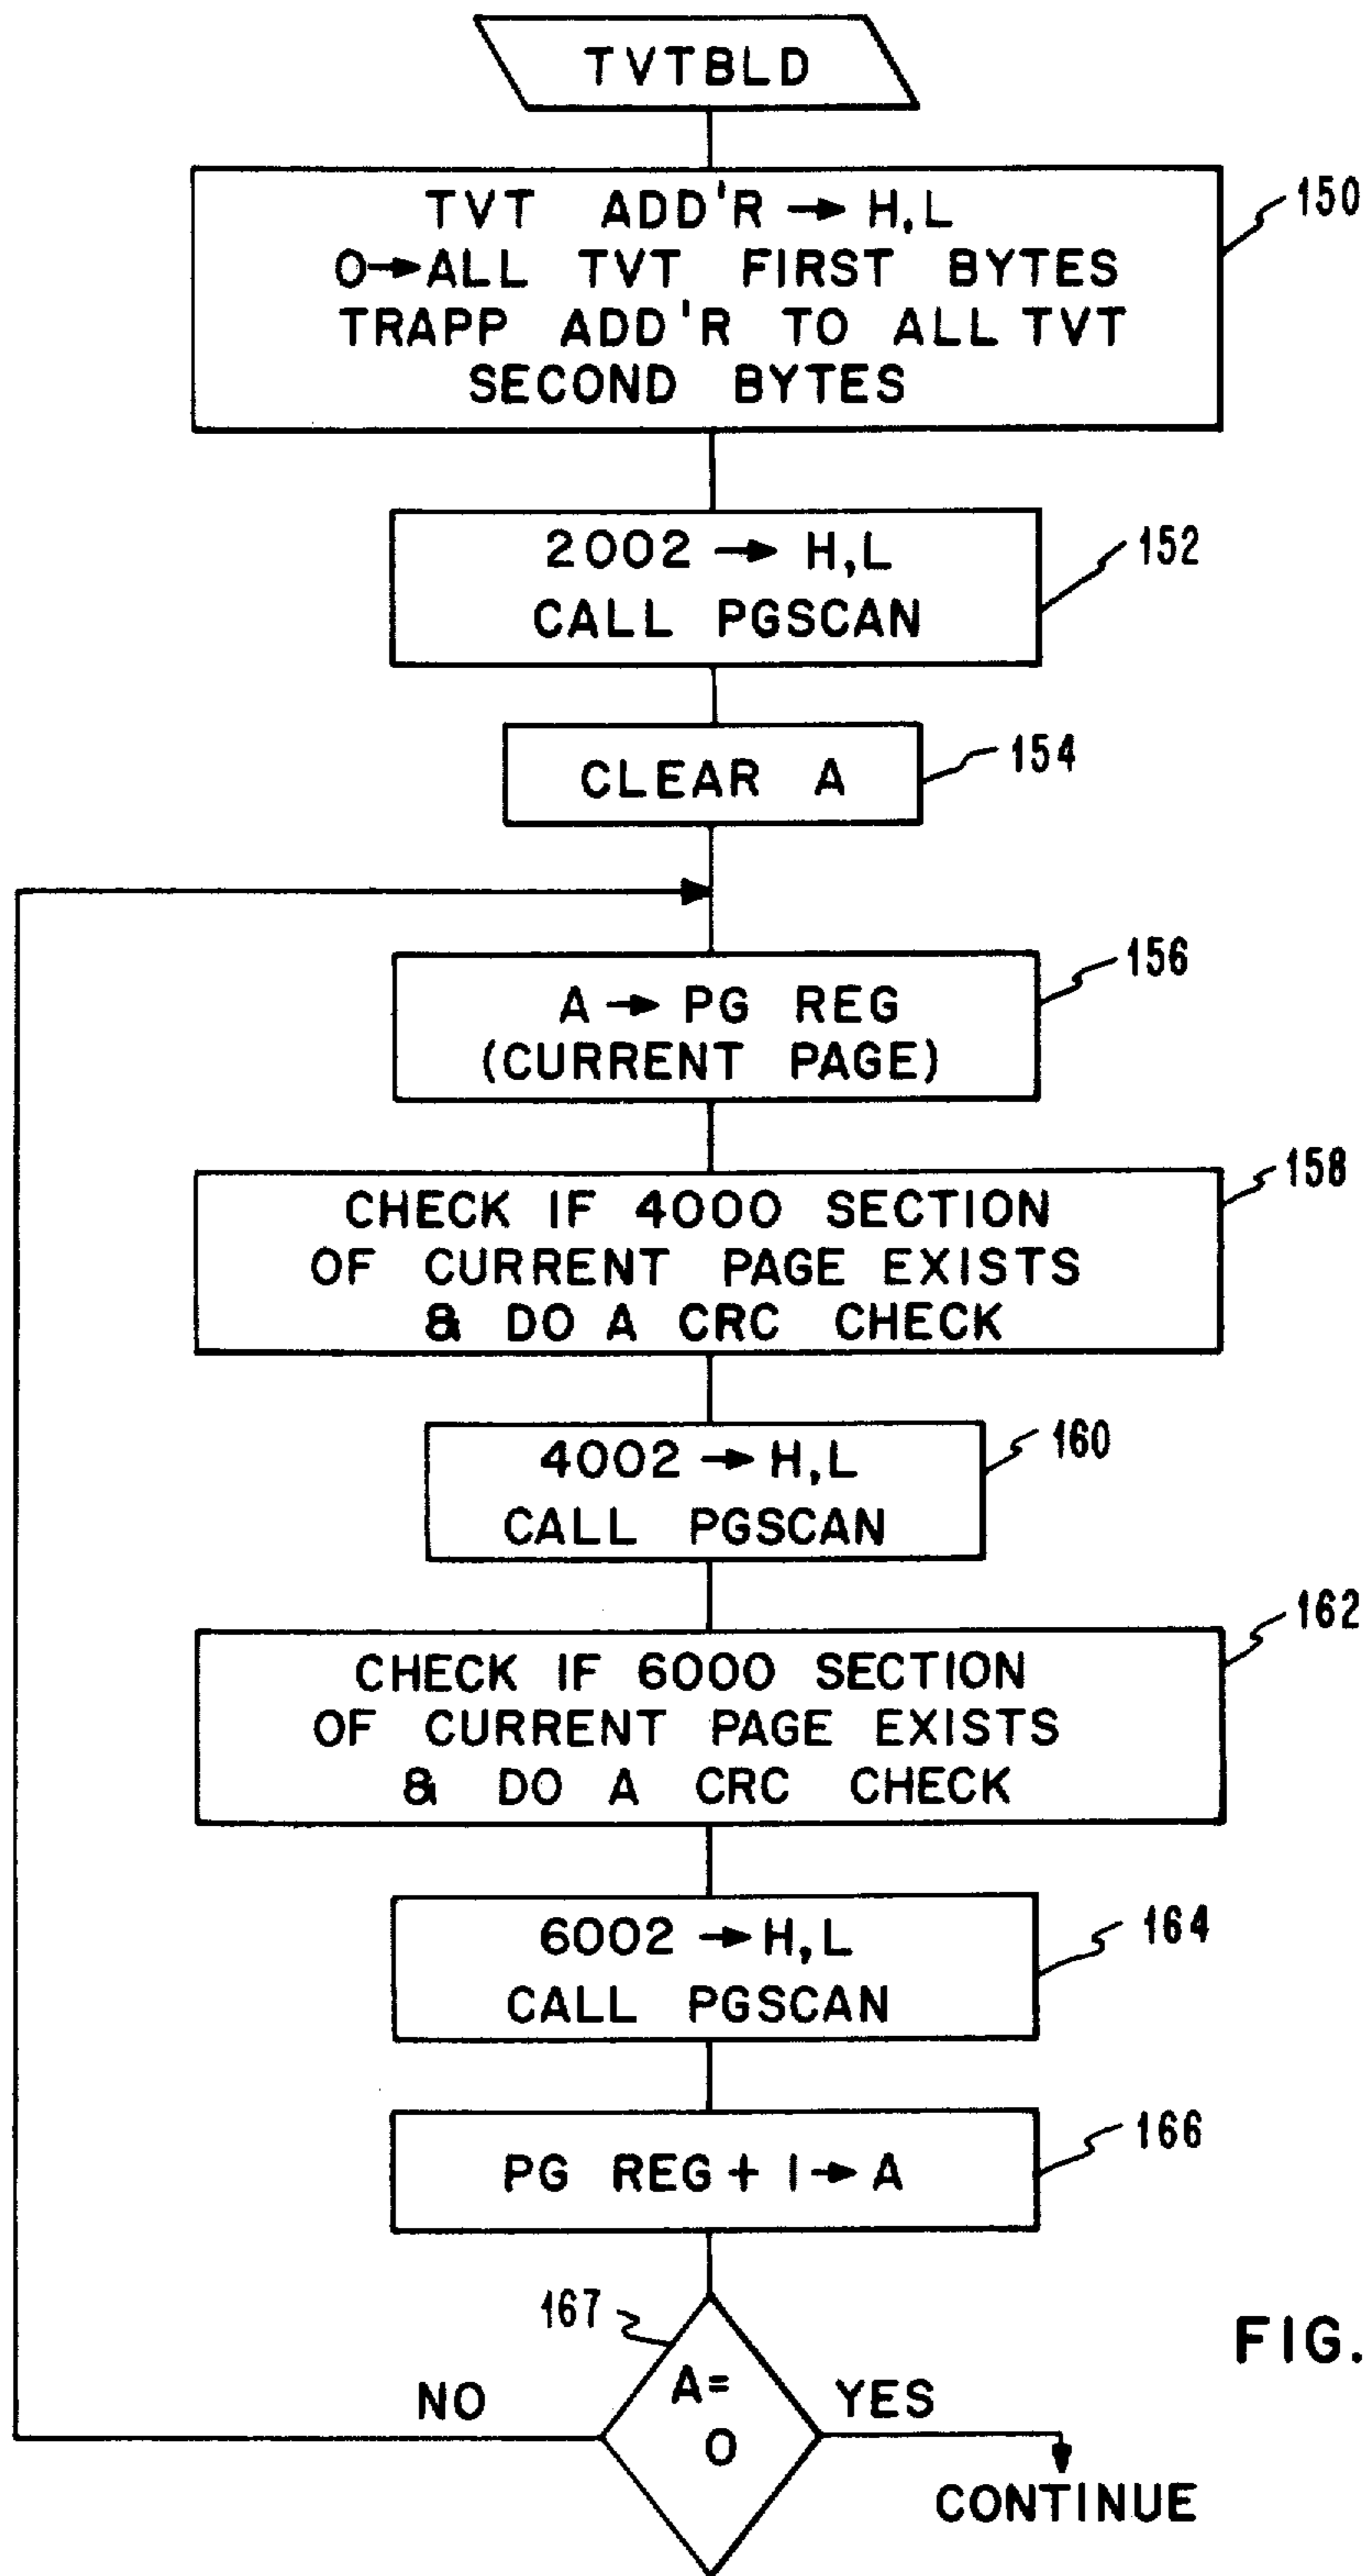 TVTBLD
TVT ADD'R → H,L
0→ALL TVT FIRST BYTES
TRAPP ADD'R TO ALL TVT
SECOND BYTES
150
2002 → H,L
CALL PGSCAN
152
CLEAR A
154
A → PG REG
(CURRENT PAGE)
156
CHECK IF 4000 SECTION
OF CURRENT PAGE EXISTS
& DO A CRC CHECK
158
4002 → H,L
CALL PGSCAN
160
CHECK IF 6000 SECTION
OF CURRENT PAGE EXISTS
& DO A CRC CHECK
162
6002 → H,L
CALL PGSCAN
164
PG REG + 1 → A
166
167
A=
0
NO
YES
CONTINUE
FIG.